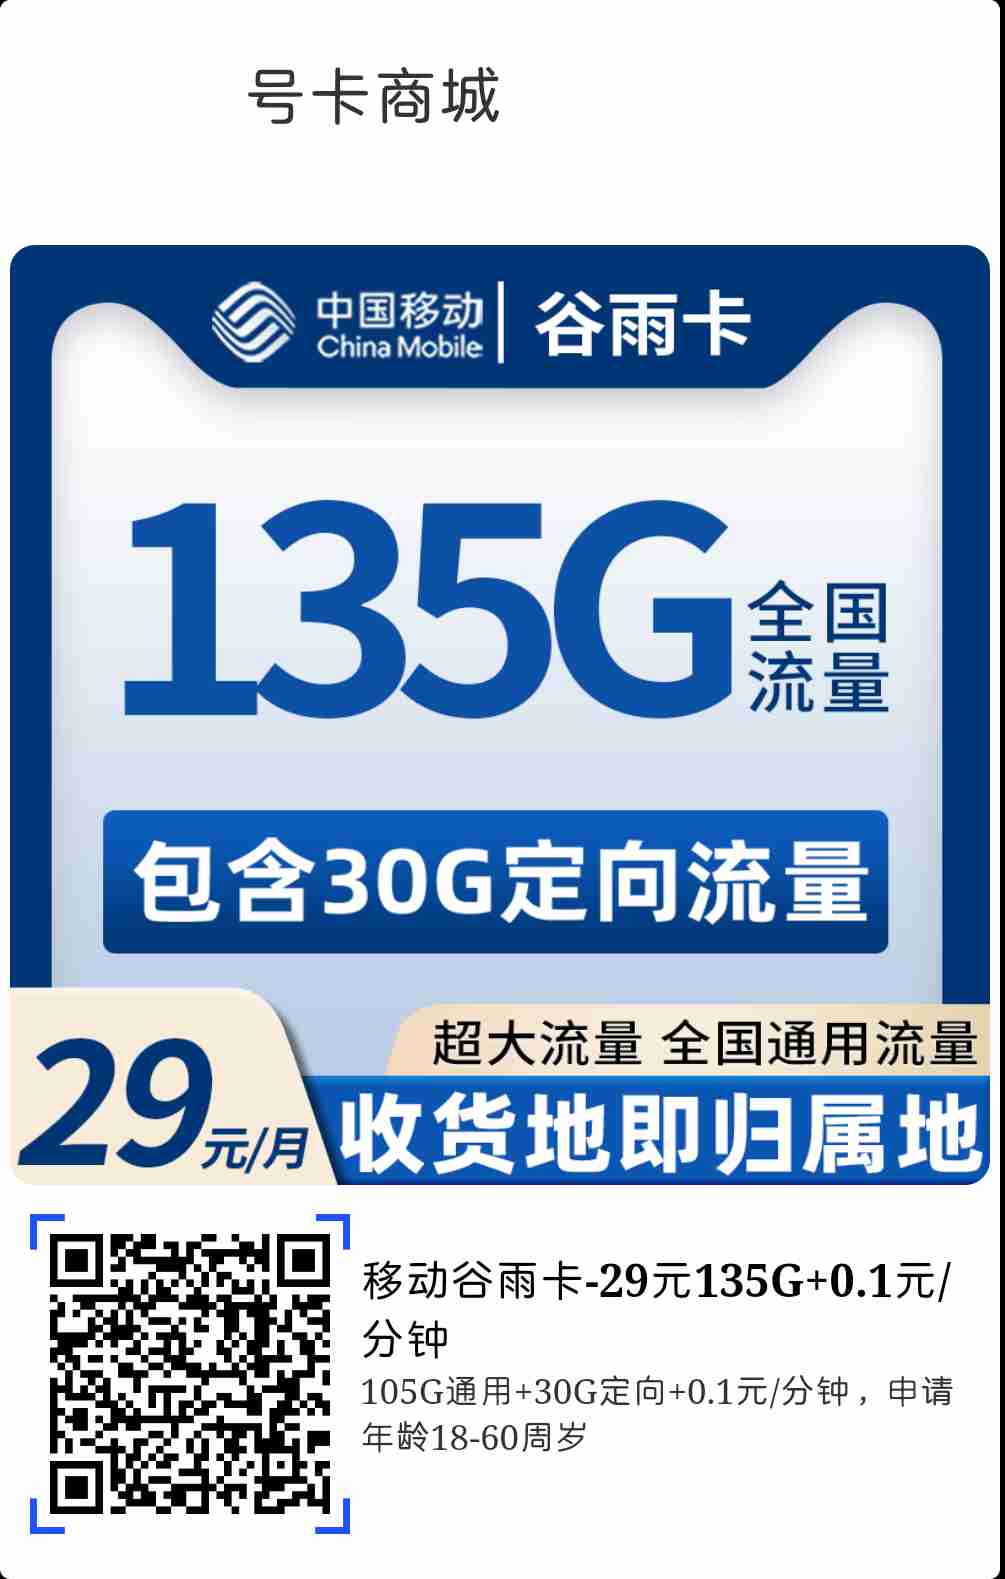 号卡商城
中国移动
China Mobile
谷雨卡
135G
全国
流量
包含30G定向流量
超大流量 全国通用流量
29元/月
收货地即归属地
移动谷雨卡-29元135G+0.1元/
分钟
105G通用+30G定向+0.1元/分钟，申请
年龄18-60周岁